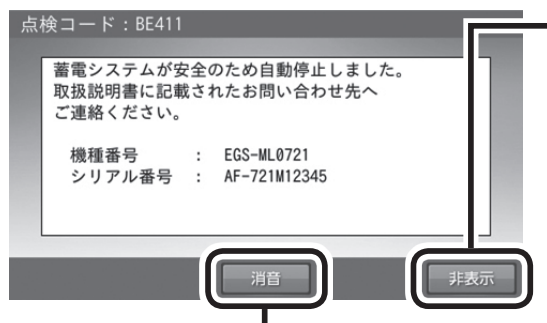 点検コード：BE411
蓄電システムが安全のため自動停止しました。
取扱説明書に記載されたお問い合わせ先へ
ご連絡ください。
機種番号　　：　EGS-ML0721
シリアル番号　：　AF-721M12345
消音　非表示